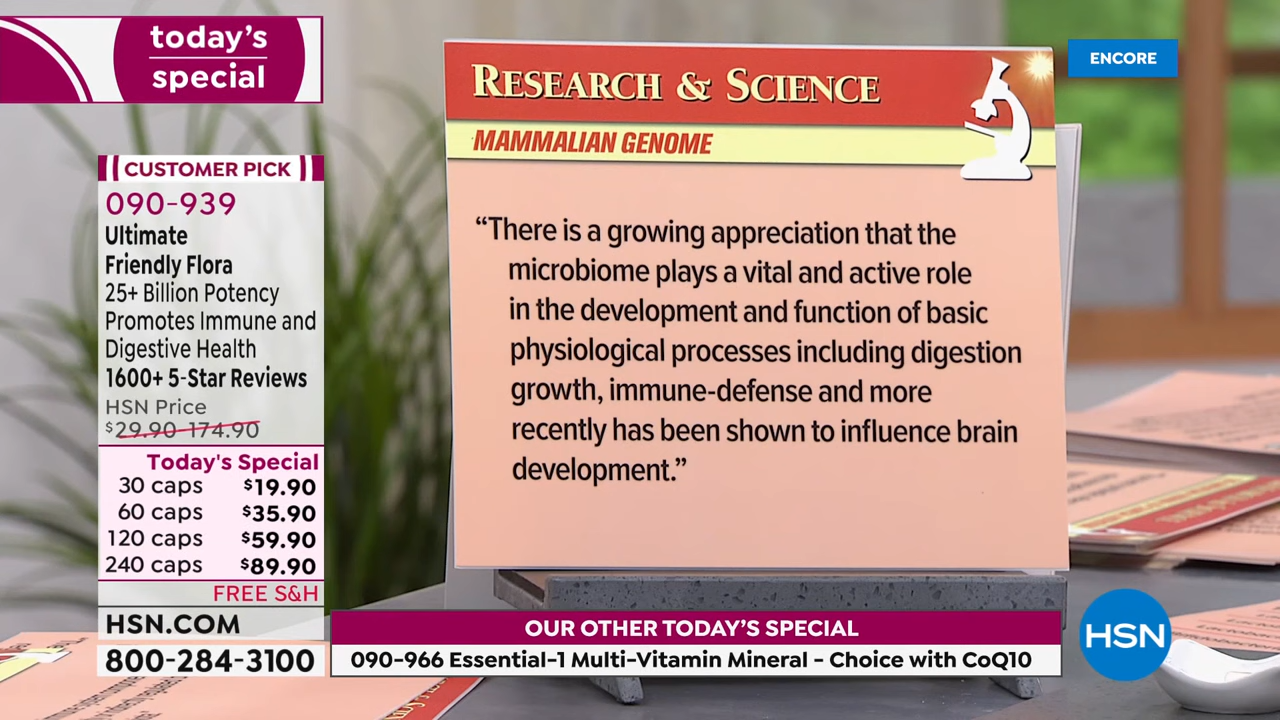 today's
special
CUSTOMER PICK
090-939
Ultimate
Friendly Flora
25+ Billion Potency
Promotes Immune and
Digestive Health
1600+ 5-Star Reviews
HSN Price
$29.90-174.90
Today's Special
30 caps $19.90
60 caps $35.90
120 caps $59.90
240 caps $89.90
FREE S&H
HSN.COM
800-284-3100
RESEARCH & SCIENCE
MAMMALIAN GENOME
“There is a growing appreciation that the
microbiome plays a vital and active role
in the development and function of basic
physiological processes including digestion
growth, immune-defense and more
recently has been shown to influence brain
development.”
ENCORE
OUR OTHER TODAY'S SPECIAL
090-966 Essential-1 Multi-Vitamin Mineral - Choice with CoQ10
HSN